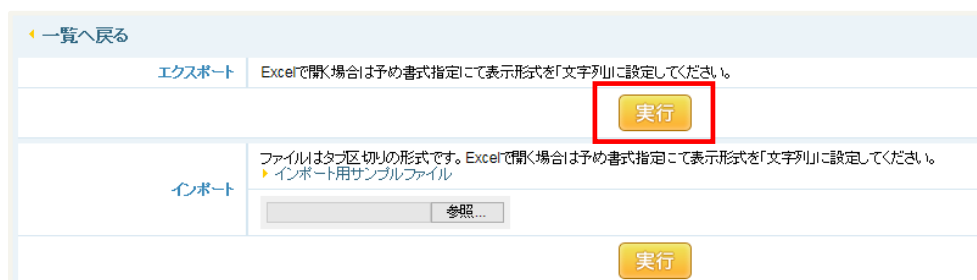 一覧へ戻る
エクスポート
Excelで開く場合は予め書式指定にて表示形式を「文字列」に設定してください。
実行
インポート
ファイルはタブ区切りの形式です。Excelで開く場合は予め書式指定にて表示形式を「文字列」に設定してください。
インポート用サンプルファイル
参照...
実行